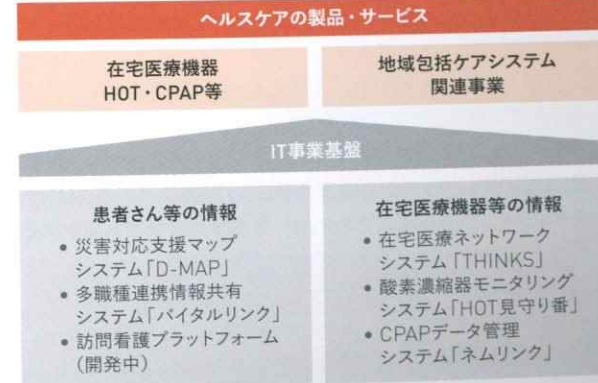 ヘルスケアの製品・サービス
在宅医療機器
HOT・CPAP等
地域包括ケアシステム
関連事業
IT事業基盤
患者さん等の情報
• 災害対応支援マップ
システム「D-MAP」
• 多職種連携情報共有
システム「バイタルリンク」
• 訪問看護プラットフォーム
(開発中)
在宅医療機器等の情報
• 在宅医療ネットワーク
システム「THINKS」
• 酸素濃縮器モニタリング
システム「HOT見守り番」
• CPAPデータ管理
システム「ネムリンク」